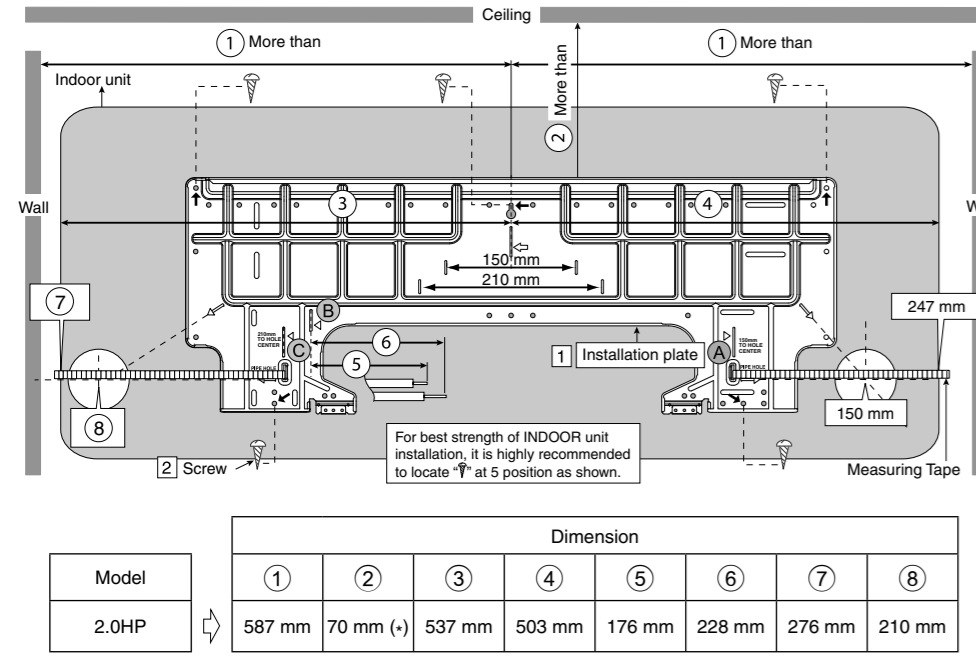 Ceiling
① More than
① More than
Indoor unit
② More than
Wall
W
③
④
150 mm
210 mm
⑦
B
247 mm
210mm
TO HOLE
CENTER
C
⑥
1 Installation plate
A
150mm
TO HOLE
CENTER
PIPE HOLE
⑤
PIPE HOLE
⑧
150 mm
For best strength of INDOOR unit
installation, it is highly recommended
to locate “ ” at 5 position as shown.
2 Screw
Measuring Tape
Dimension
Model ① ② ③ ④ ⑤ ⑥ ⑦ ⑧
2.0HP 587 mm 70 mm (*) 537 mm 503 mm 176 mm 228 mm 276 mm 210 mm